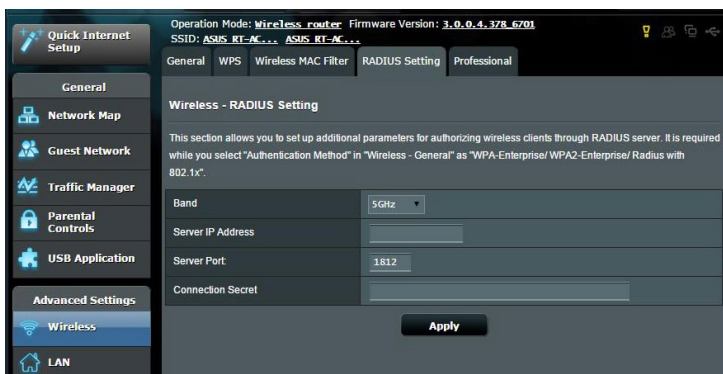 Quick Internet
Setup
General
Network Map
Guest Network
Traffic Manager
Parental
Controls
USB Application
Advanced Settings
Wireless
LAN
Operation Mode: Wireless router Firmware Version: 3.0.0.4.378_6701
SSID: ASUS RT-AC... ASUS RT-AC...
General WPS Wireless MAC Filter RADIUS Setting Professional
Wireless - RADIUS Setting
This section allows you to set up additional parameters for authorizing wireless clients through RADIUS server. It is required
while you select "Authentication Method" in "Wireless - General" as "WPA-Enterprise/ WPA2-Enterprise/ Radius with
802.1x".
Band 5GHz
Server IP Address
Server Port: 1812
Connection Secret
Apply